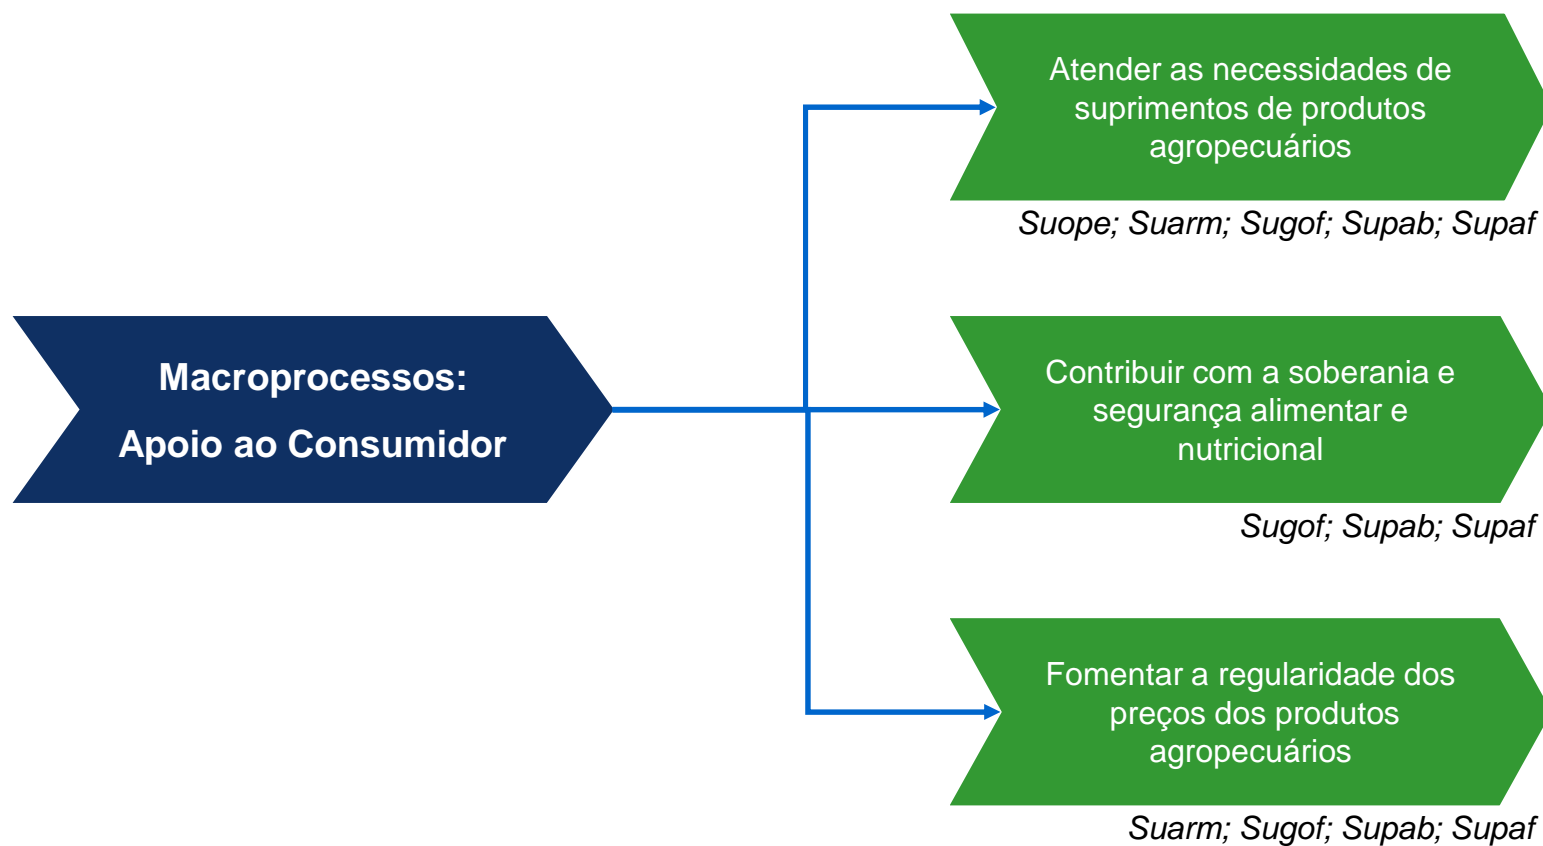 Macroprocessos:
Apoio ao Consumidor
Atender as necessidades de
suprimentos de produtos
agropecuários
Suope; Suarm; Sugof; Supab; Supaf
Contribuir com a soberania e
segurança alimentar e
nutricional
Sugof; Supab; Supaf
Fomentar a regularidade dos
preços dos produtos
agropecuários
Suarm; Sugof; Supab; Supaf